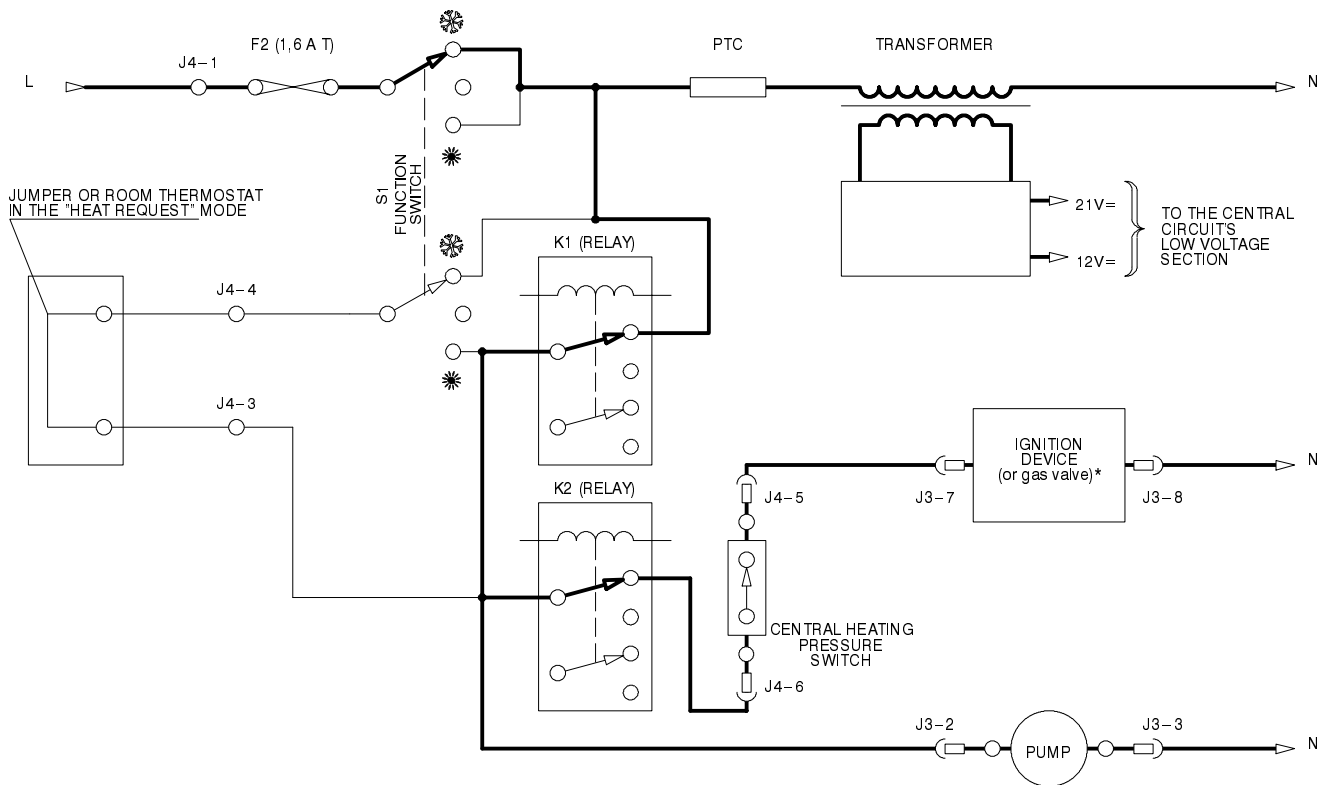 F2 (1,6 A T)
J4-1
PTC
TRANSFORMER
L
N
S1
FUNCTION
SWITCH
JUMPER OR ROOM THERMOSTAT
IN THE "HEAT REQUEST" MODE
21V=
12V=
TO THE CENTRAL
CIRCUIT'S
LOW VOLTAGE
SECTION
K1 (RELAY)
J4-4
J4-3
IGNITION
DEVICE
(or gas valve)*
N
J4-5
J3-7
J3-8
K2 (RELAY)
CENTRAL HEATING
PRESSURE
SWITCH
J4-6
J3-2
J3-3
PUMP
N